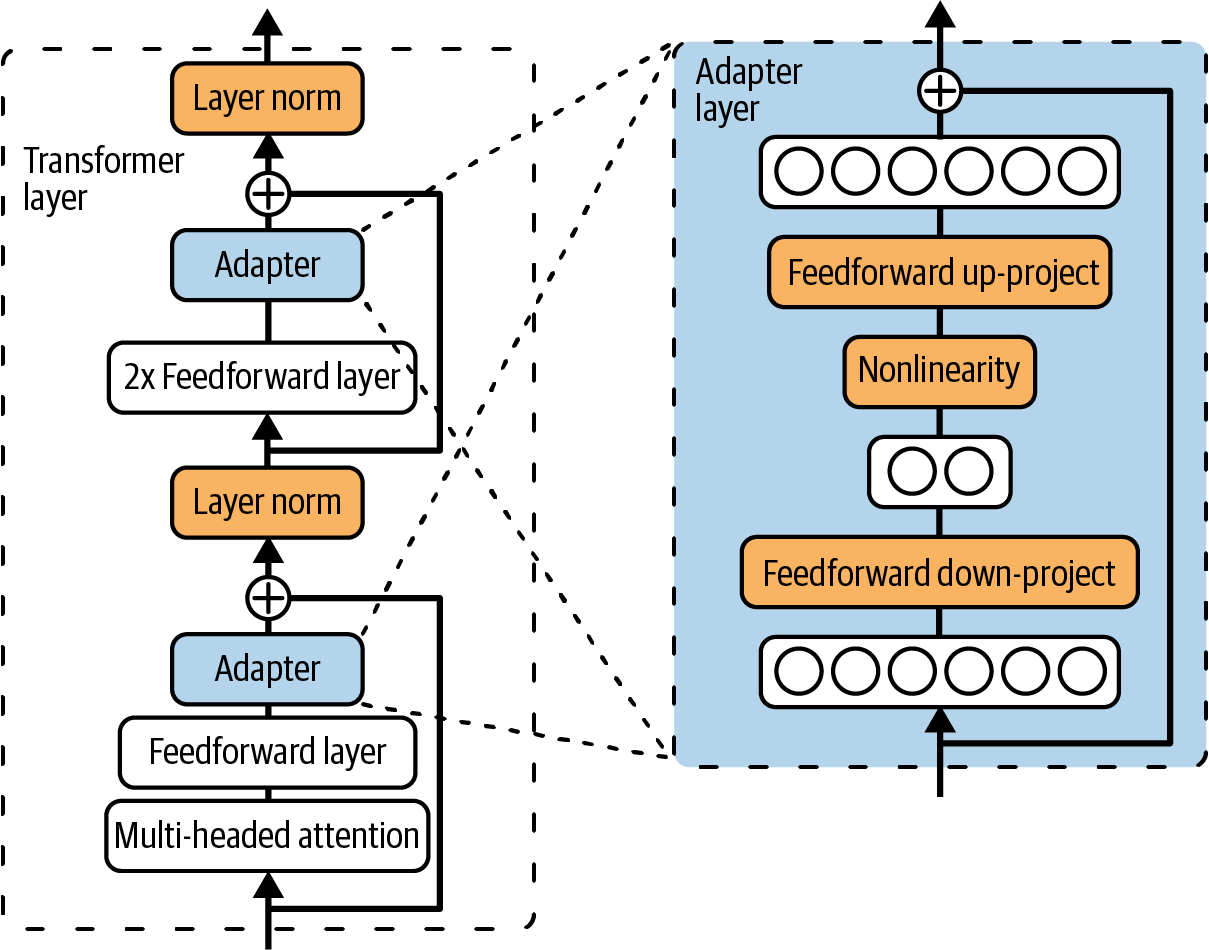 Layer norm
Transformer
layer
Adapter
2x Feedforward layer
Layer norm
Adapter
Feedforward layer
Multi-headed attention
Adapter
layer
Feedforward up-project
Nonlinearity
Feedforward down-project